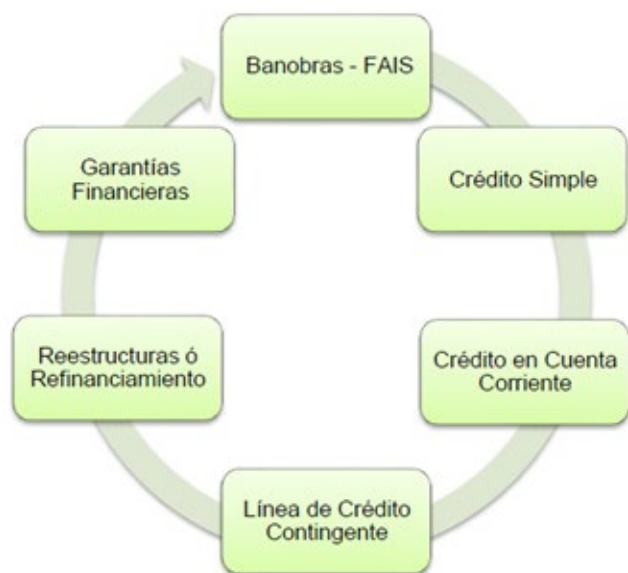 Banobras - FAIS
Crédito Simple
Crédito en Cuenta
Corriente
Línea de Crédito
Contingente
Reestructuras ó
Refinanciamiento
Garantías
Financieras